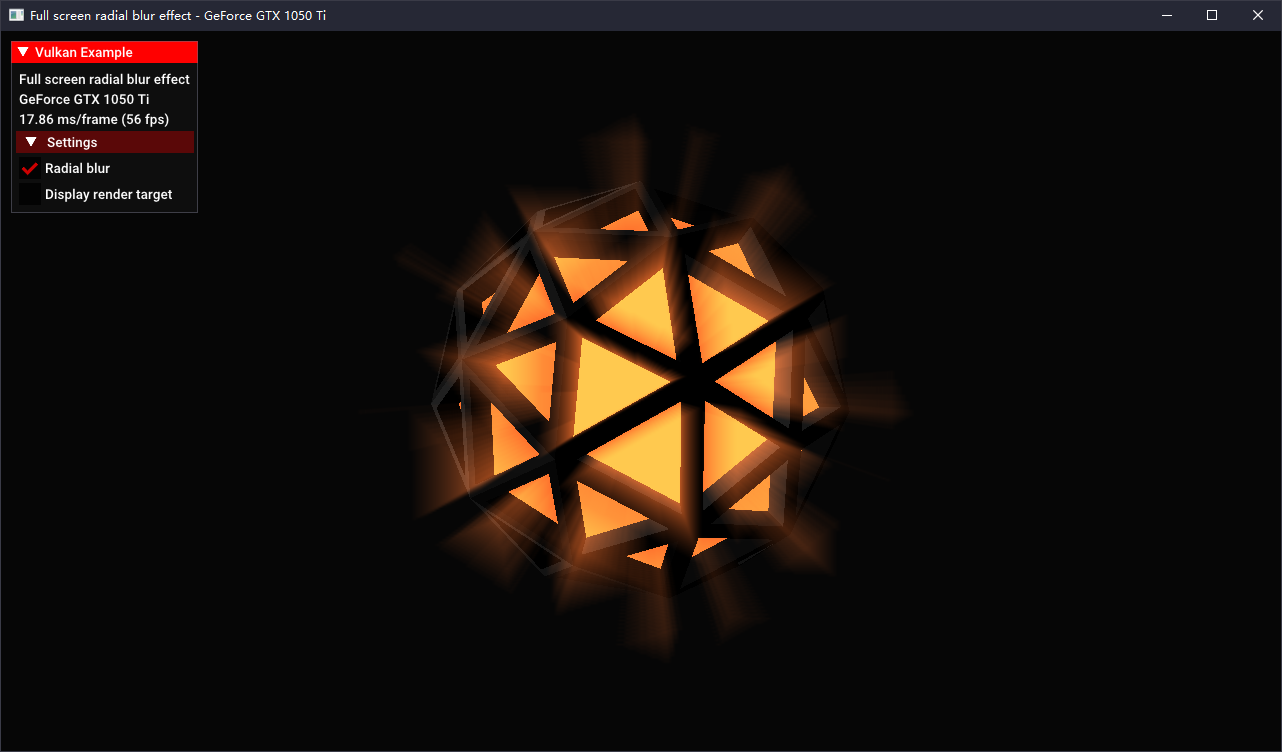 Full screen radial blur effect - GeForce GTX 1050 Ti
Vulkan Example
Full screen radial blur effect
GeForce GTX 1050 Ti
17.86 ms/frame (56 fps)
Settings
Radial blur
Display render target